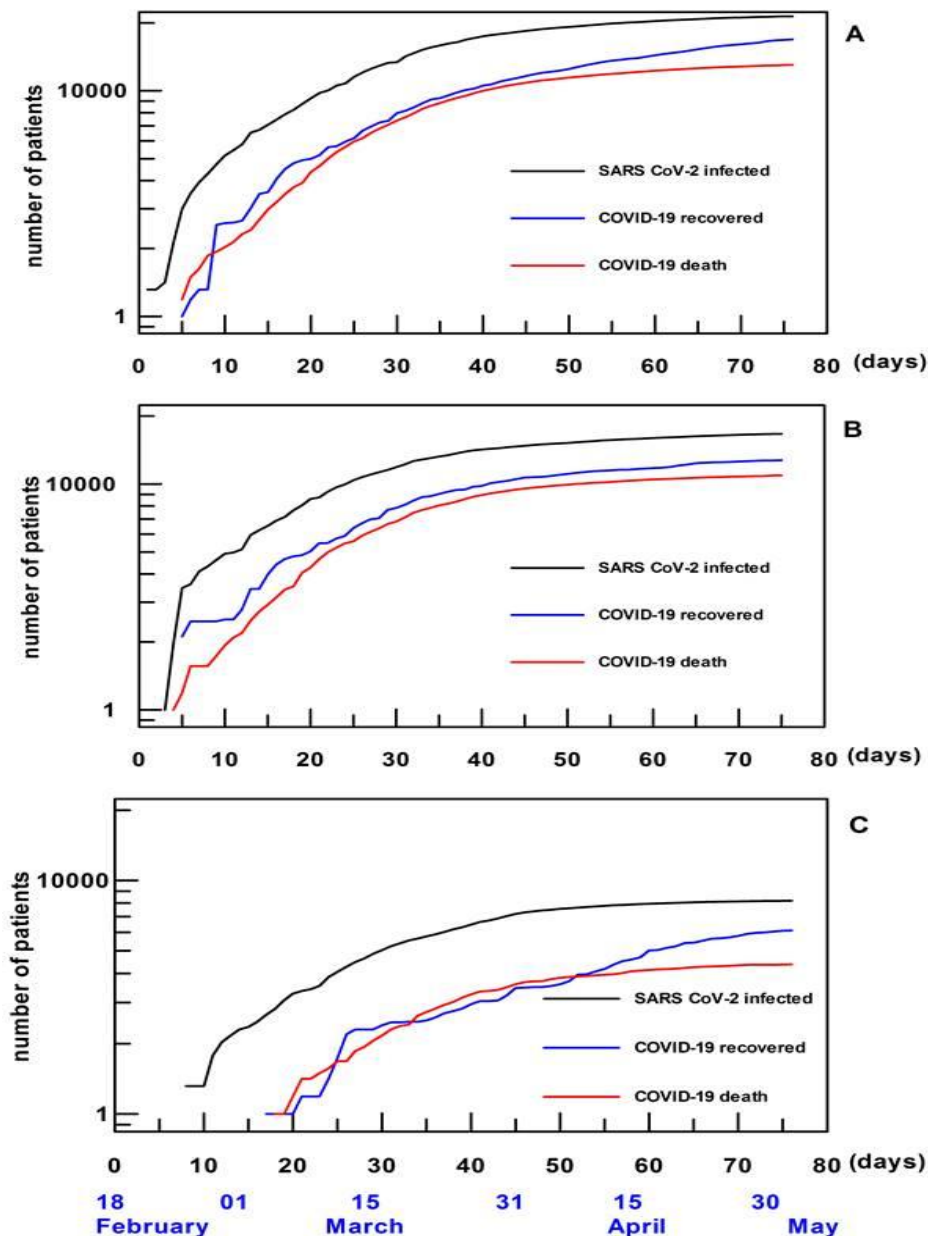 A
number of patients
10000
1
SARS CoV-2 infected
COVID-19 recovered
COVID-19 death
0 10 20 30 40 50 60 70 80 (days)
B
number of patients
10000
1
SARS CoV-2 infected
COVID-19 recovered
COVID-19 death
0 10 20 30 40 50 60 70 80 (days)
C
number of patients
10000
1
SARS CoV-2 infected
COVID-19 recovered
COVID-19 death
0 10 20 30 40 50 60 70 80 (days)
18 01 15 31 15 30
February March April May